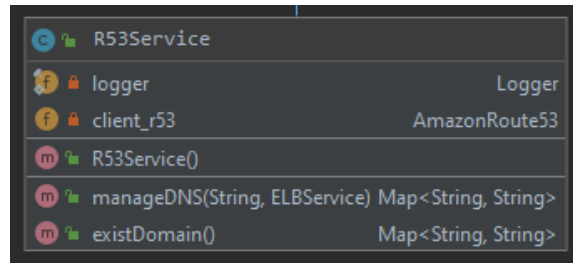 C R53Service
f logger Logger
f client_r53 AmazonRoute53
m R53Service()
m manageDNS(String, ELBService) Map<String, String>
m existDomain() Map<String, String>